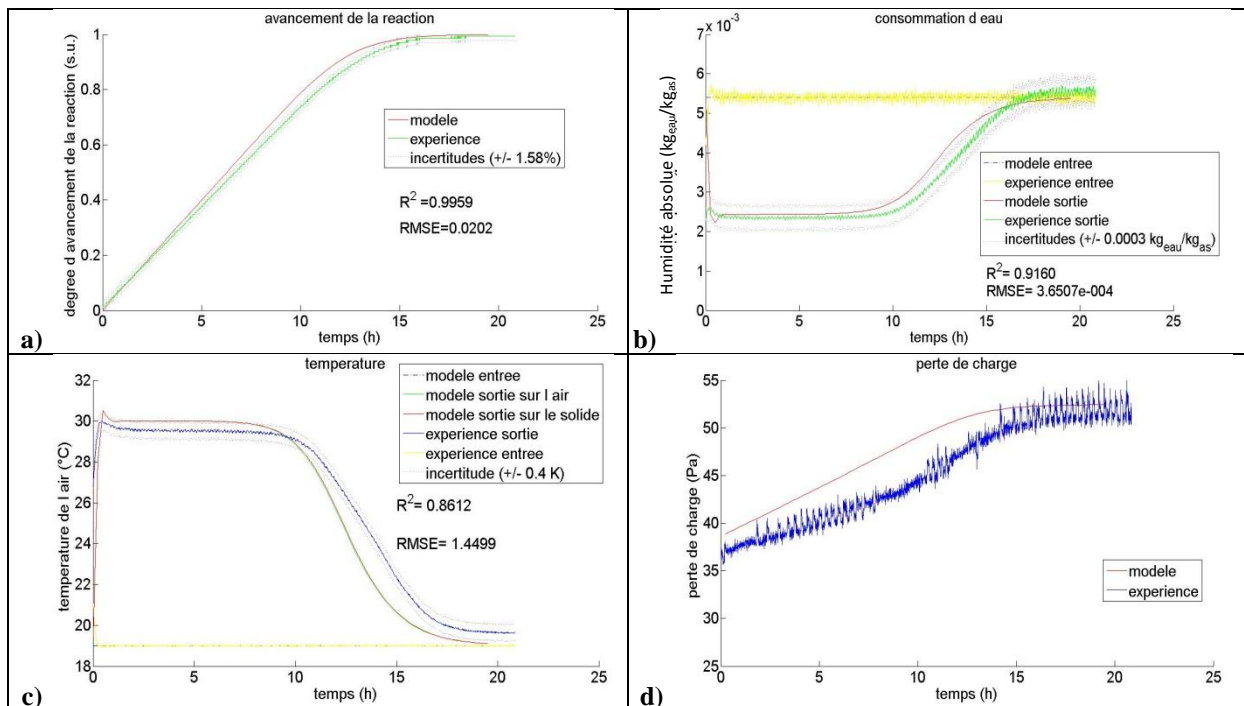 avancement de la reaction
degree d avancement de la reaction (s.u.)
1
0.8
0.6
0.4
0.2
0
0 5 10 15 20 25
temps (h)
modele
experience
incertitudes (+/- 1.58%)
R2 = 0.9959
RMSE=0.0202
a)
consommation d eau
x 10-3
Humidité absolue (kgeau/kgas)
7
6
5
4
3
2
1
0
0 5 10 15 20 25
temps (h)
modele entree
experience entree
modele sortie
experience sortie
incertitudes (+/- 0.0003 kgeau/kgas)
R2= 0.9160
RMSE= 3.6507e-004
b)
temperature
temperature de l air (°C)
32
30
28
26
24
22
20
18
0 5 10 15 20 25
temps (h)
modele entree
modele sortie sur l air
modele sortie sur le solide
experience sortie
experience entree
incertitude (+/- 0.4 K)
R2= 0.8612
RMSE= 1.4499
c)
perte de charge
perte de charge (Pa)
55
50
45
40
35
30
25
0 5 10 15 20 25
temps (h)
modele
experience
d)